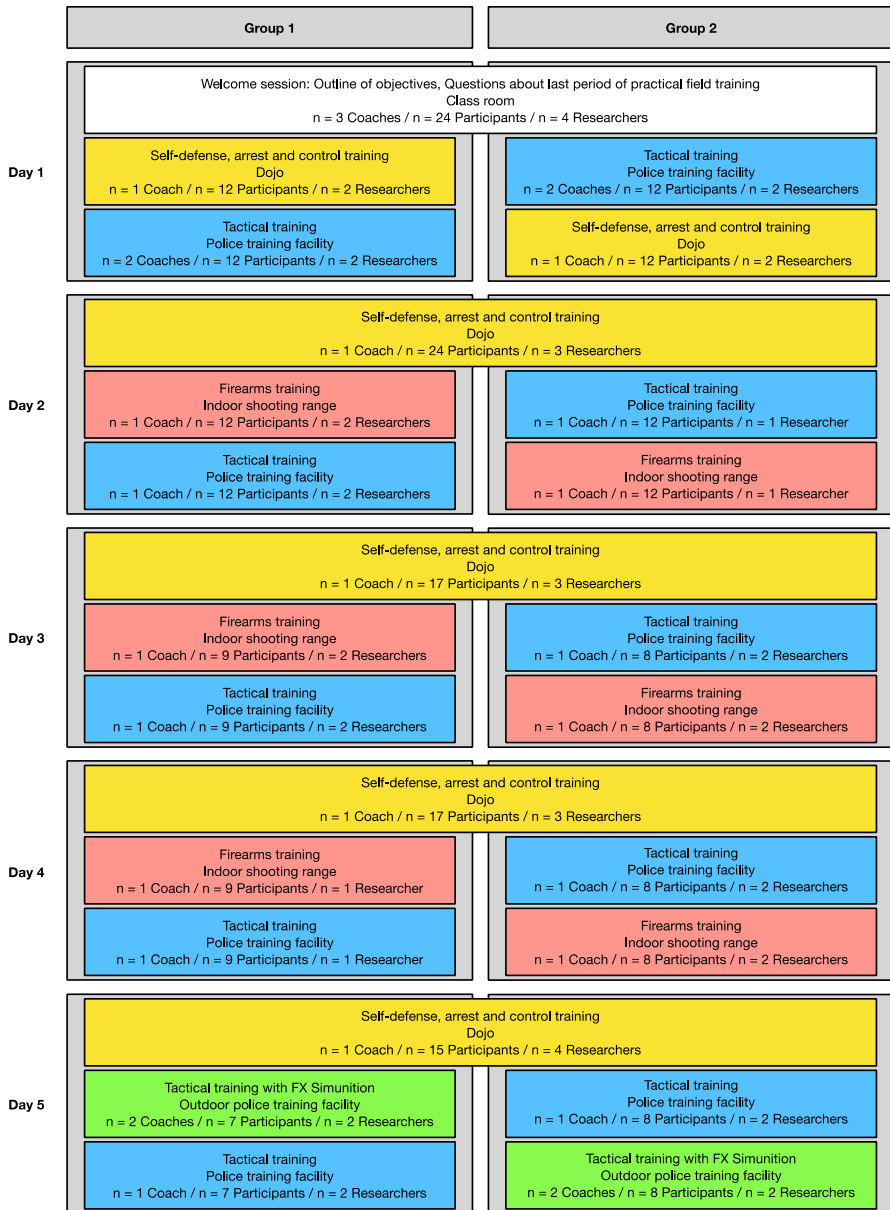 Group 1
Group 2
Day 1
Welcome session: Outline of objectives, Questions about last period of practical field training
Class room
n = 3 Coaches / n = 24 Participants / n = 4 Researchers
Self-defense, arrest and control training
Dojo
n = 1 Coach / n = 12 Participants / n = 2 Researchers
Tactical training
Police training facility
n = 2 Coaches / n = 12 Participants / n = 2 Researchers
Tactical training
Police training facility
n = 2 Coaches / n = 12 Participants / n = 2 Researchers
Self-defense, arrest and control training
Dojo
n = 1 Coach / n = 12 Participants / n = 2 Researchers
Day 2
Self-defense, arrest and control training
Dojo
n = 1 Coach / n = 24 Participants / n = 3 Researchers
Firearms training
Indoor shooting range
n = 1 Coach / n = 12 Participants / n = 2 Researchers
Tactical training
Police training facility
n = 1 Coach / n = 12 Participants / n = 2 Researchers
Tactical training
Police training facility
n = 1 Coach / n = 12 Participants / n = 1 Researcher
Firearms training
Indoor shooting range
n = 1 Coach / n = 12 Participants / n = 1 Researcher
Day 3
Self-defense, arrest and control training
Dojo
n = 1 Coach / n = 17 Participants / n = 3 Researchers
Firearms training
Indoor shooting range
n = 1 Coach / n = 9 Participants / n = 2 Researchers
Tactical training
Police training facility
n = 1 Coach / n = 9 Participants / n = 2 Researchers
Tactical training
Police training facility
n = 1 Coach / n = 8 Participants / n = 2 Researchers
Firearms training
Indoor shooting range
n = 1 Coach / n = 8 Participants / n = 2 Researchers
Day 4
Self-defense, arrest and control training
Dojo
n = 1 Coach / n = 17 Participants / n = 3 Researchers
Firearms training
Indoor shooting range
n = 1 Coach / n = 9 Participants / n = 1 Researcher
Tactical training
Police training facility
n = 1 Coach / n = 9 Participants / n = 1 Researcher
Tactical training
Police training facility
n = 1 Coach / n = 8 Participants / n = 2 Researchers
Firearms training
Indoor shooting range
n = 1 Coach / n = 8 Participants / n = 2 Researchers
Day 5
Self-defense, arrest and control training
Dojo
n = 1 Coach / n = 15 Participants / n = 4 Researchers
Tactical training with FX Simunition
Outdoor police training facility
n = 2 Coaches / n = 7 Participants / n = 2 Researchers
Tactical training
Police training facility
n = 1 Coach / n = 7 Participants / n = 2 Researchers
Tactical training
Police training facility
n = 1 Coach / n = 8 Participants / n = 2 Researchers
Tactical training with FX Simunition
Outdoor police training facility
n = 2 Coaches / n = 8 Participants / n = 2 Researchers